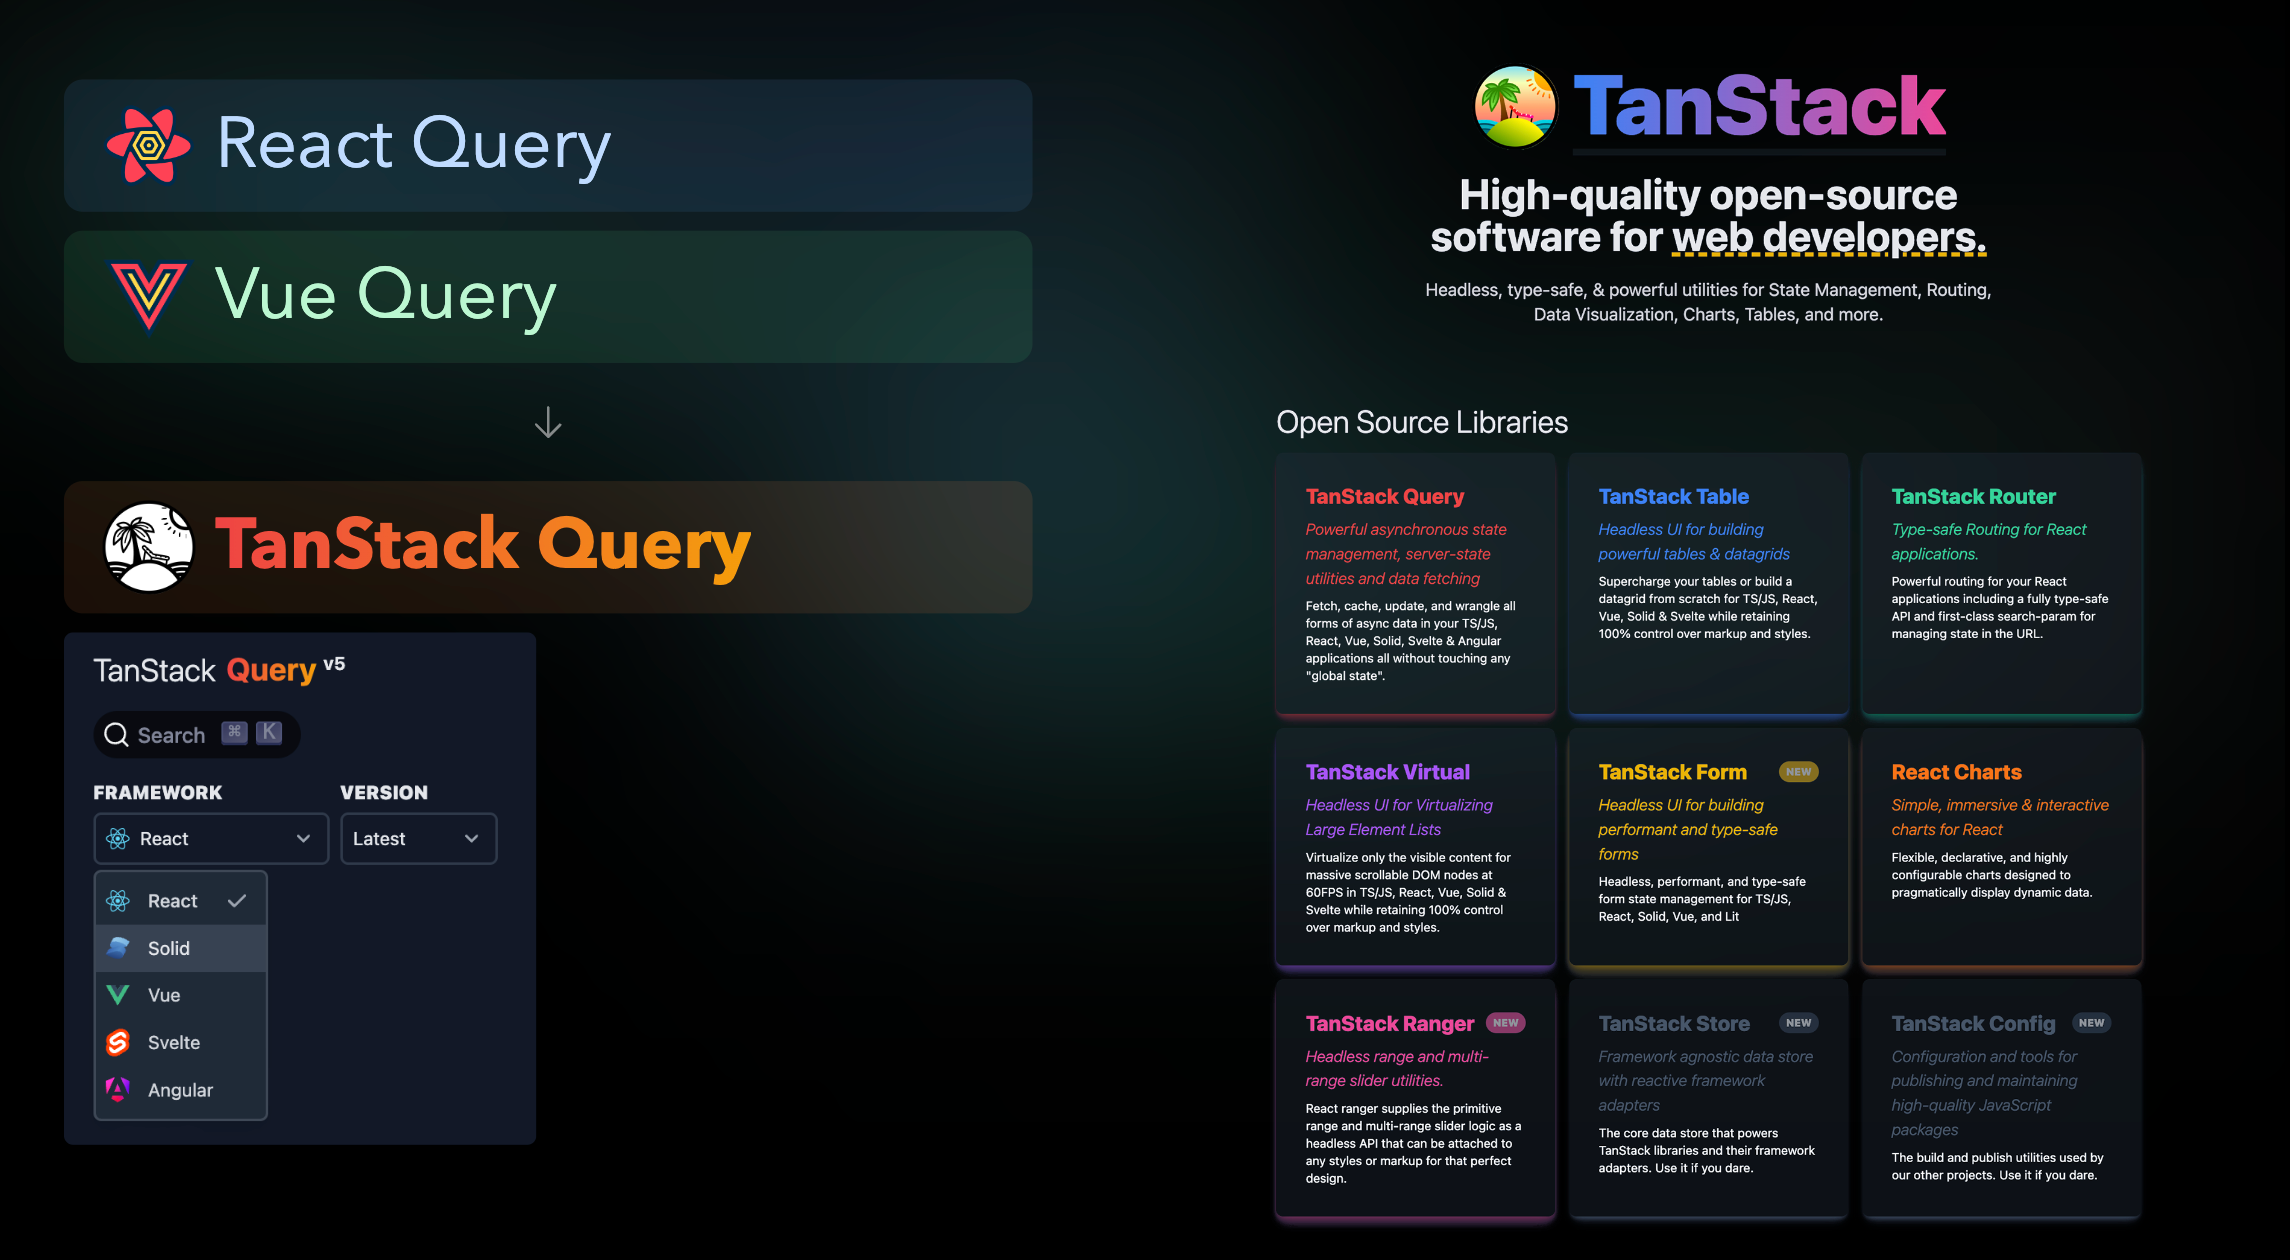 React Query
Vue Query
TanStack Query
TanStack Query v5
Search ⌘ K
FRAMEWORK VERSION
React Latest
React
Solid
Vue
Svelte
Angular
TanStack
High-quality open-source
software for web developers.
Headless, type-safe, & powerful utilities for State Management, Routing,
Data Visualization, Charts, Tables, and more.
Open Source Libraries
TanStack Query
Powerful asynchronous state
management, server-state
utilities and data fetching
Fetch, cache, update, and wrangle all
forms of async data in your TS/JS,
React, Vue, Solid, Svelte & Angular
applications all without touching any
"global state".
TanStack Table
Headless UI for building
powerful tables & datagrids
Supercharge your tables or build a
datagrid from scratch for TS/JS, React,
Vue, Solid & Svelte while retaining
100% control over markup and styles.
TanStack Router
Type-safe Routing for React
applications.
Powerful routing for your React
applications including a fully type-safe
API and first-class search-param for
managing state in the URL.
TanStack Virtual
Headless UI for Virtualizing
Large Element Lists
Virtualize only the visible content for
massive scrollable DOM nodes at
60FPS in TS/JS, React, Vue, Solid &
Svelte while retaining 100% control
over markup and styles.
TanStack Form NEW
Headless UI for building
performant and type-safe
forms
Headless, performant, and type-safe
form state management for TS/JS,
React, Solid, Vue, and Lit
React Charts
Simple, immersive & interactive
charts for React
Flexible, declarative, and highly
configurable charts designed to
pragmatically display dynamic data.
TanStack Ranger NEW
Headless range and multi-
range slider utilities.
React ranger supplies the primitive
range and multi-range slider logic as a
headless API that can be attached to
any styles or markup for that perfect
design.
TanStack Store NEW
Framework agnostic data store
with reactive framework
adapters
The core data store that powers
TanStack libraries and their framework
adapters. Use it if you dare.
TanStack Config NEW
Configuration and tools for
publishing and maintaining
high-quality JavaScript
packages
The build and publish utilities used by
our other projects. Use it if you dare.